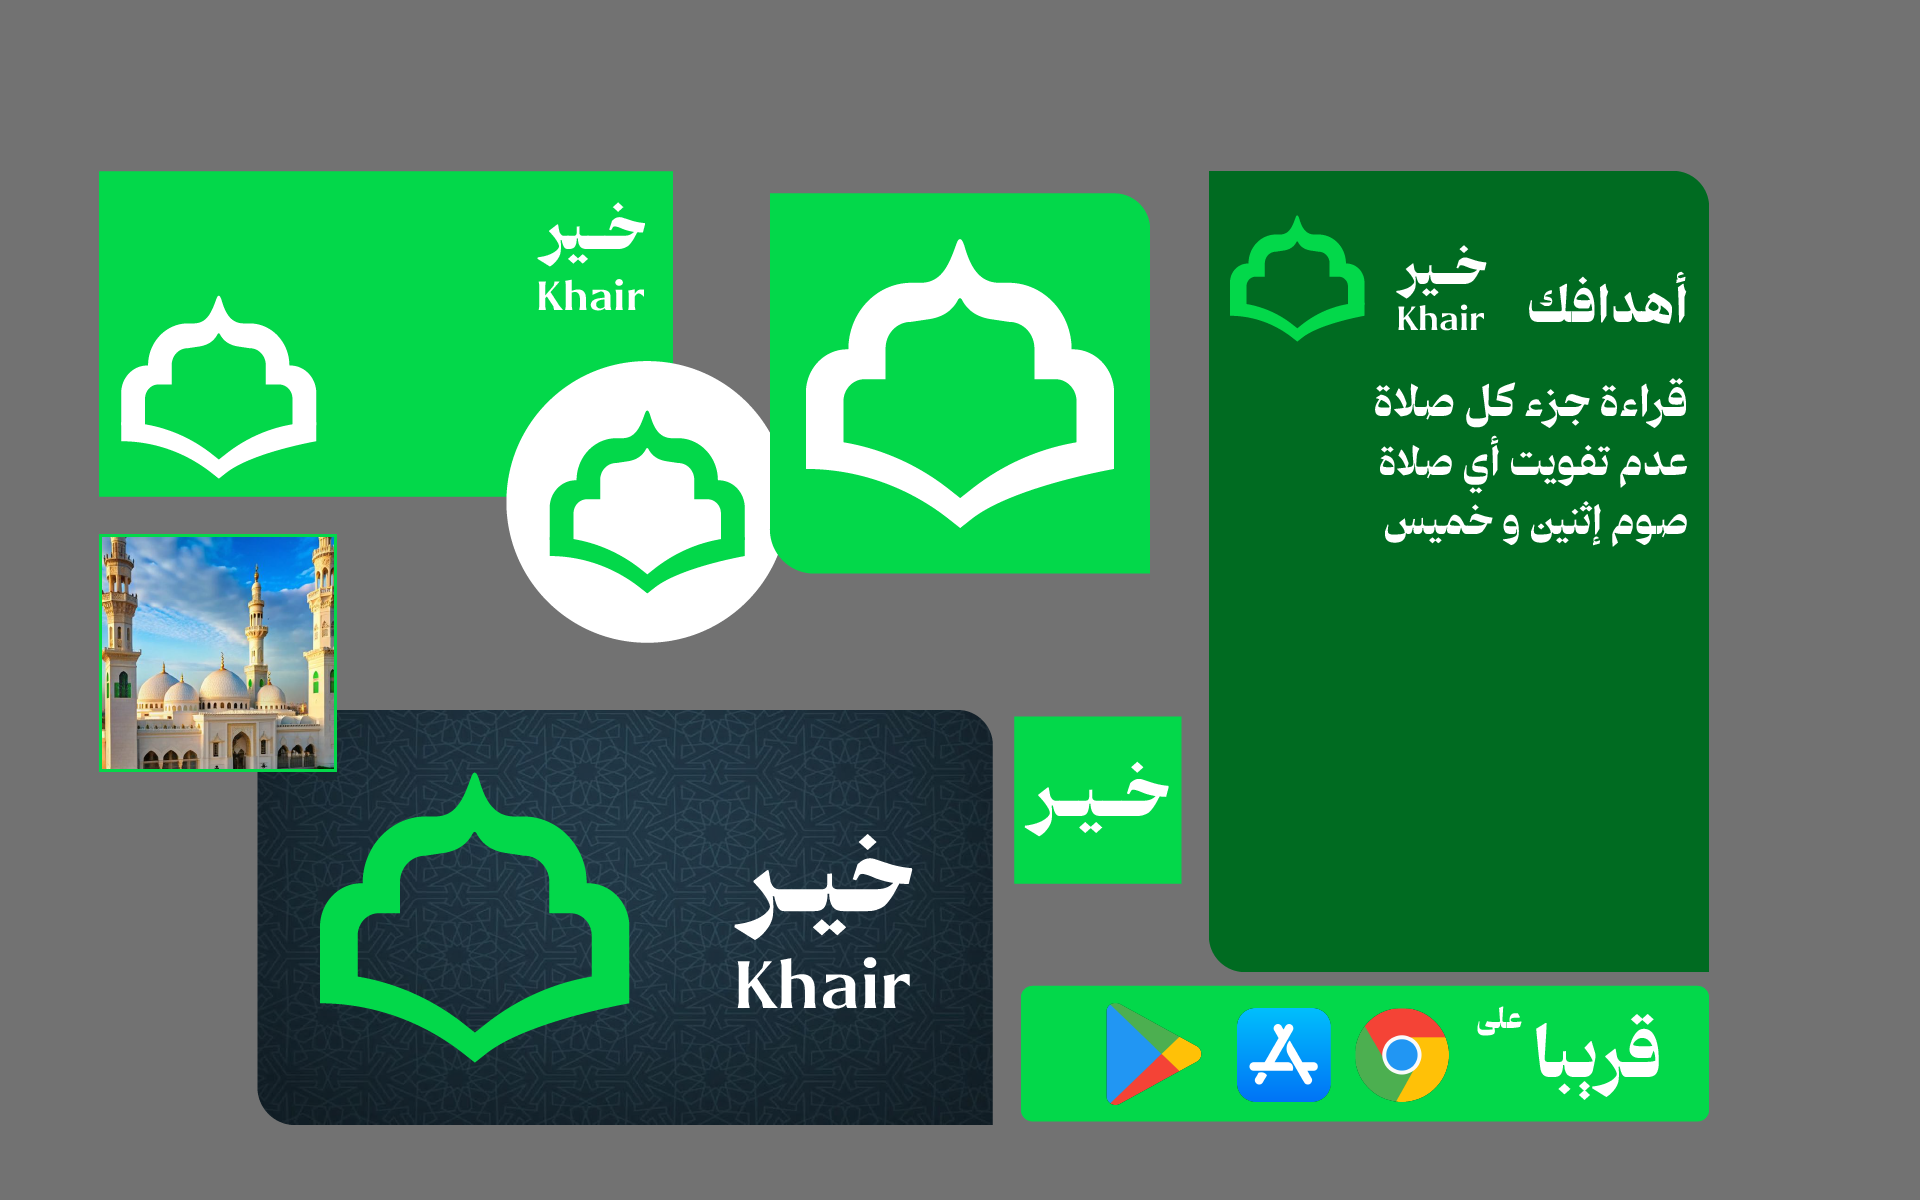 خير
Khair
خير
Khair
أهدافك
قراءة جزء كل صلاة
عدم تفويت أي صلاة
صوم إثنين و خميس
خير
Khair
خير
قريبا على